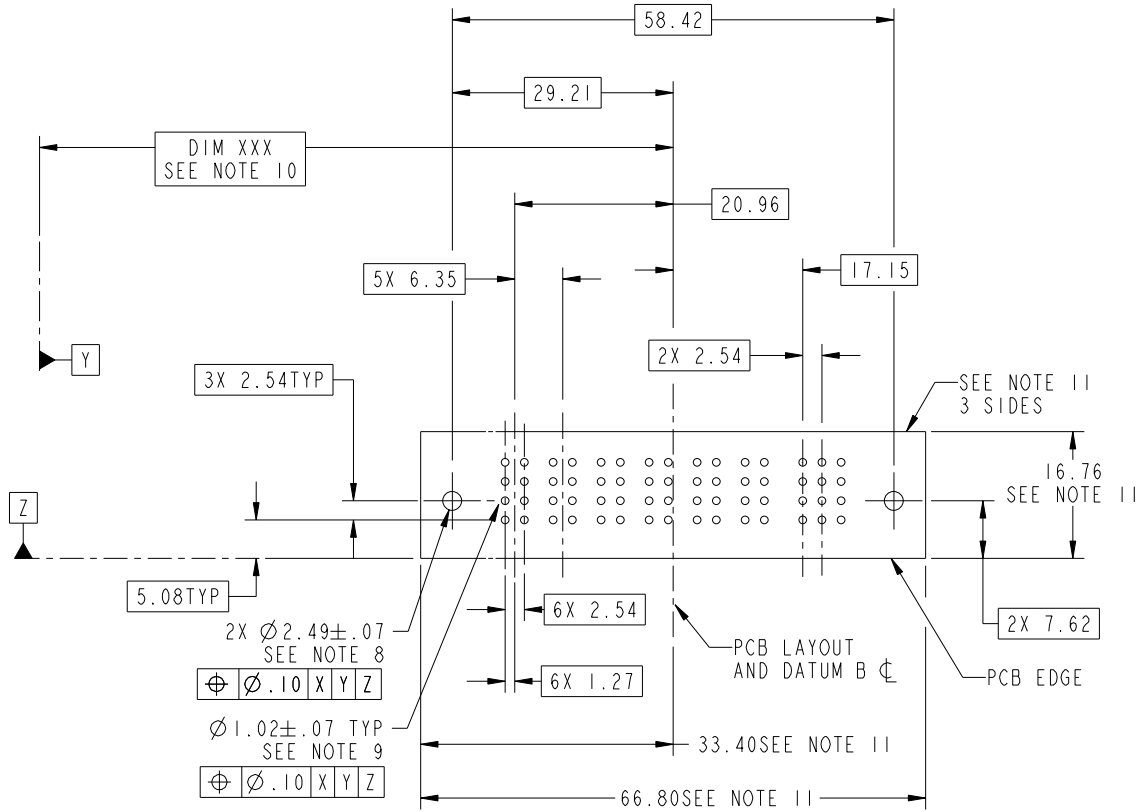 58.42
29.21
DIM XXX
SEE NOTE 10
20.96
5X 6.35
17.15
Y
2X 2.54
3X 2.54TYP
SEE NOTE 11
3 SIDES
16.76
SEE NOTE 11
Z
5.08TYP
6X 2.54
2X 7.62
2X Ø2.49±.07
SEE NOTE 8
⌖ Ø.10 X Y Z
PCB LAYOUT
AND DATUM B ℄
PCB EDGE
6X 1.27
Ø1.02±.07 TYP
SEE NOTE 9
⌖ Ø.10 X Y Z
33.40SEE NOTE 11
66.80SEE NOTE 11